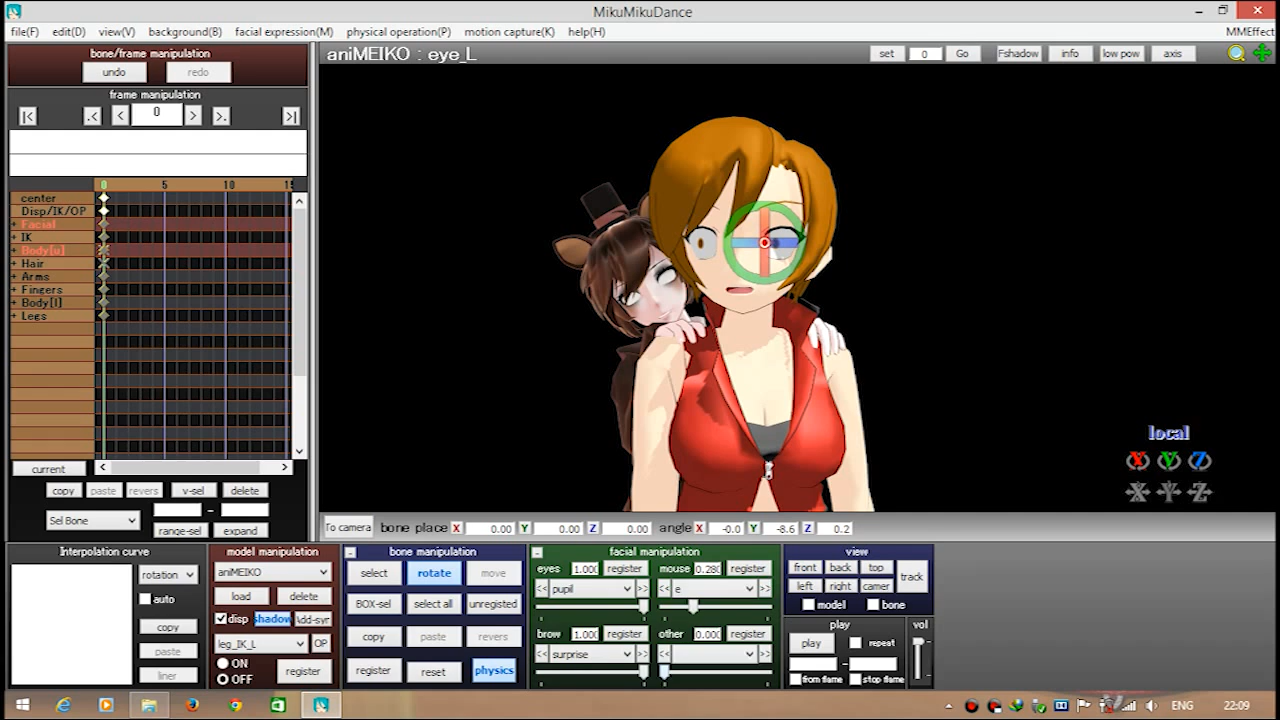 MikuMikuDance
file(F) edit(D) view(V) background(B) facial expression(M) physical operation(P) motion capture(K) help(H) MMEffect
bone/frame manipulation
undo redo
frame manipulation
|< .< < 0 > >. >|
aniMEIKO : eye_L
set 0 Go Fshadow info low pow axis
0 5 10 15
center
Disp/IK/OP
+ Facial
+ IK
+ Body[u]
+ Hair
+ Arms
+ Fingers
+ Body[l]
+ Legs
current < >
copy paste revers v-sel delete
Sel Bone -
range-sel expand
local
X Y Z
X Y Z
To camera bone place X 0.00 Y 0.00 Z 0.00 angle X -0.0 Y -8.6 Z 0.2
Interpolation curve
rotation
auto
copy
paste
liner
model manipulation
aniMEIKO
load delete
disp shadow Add-syn
leg_IK_L OP
ON
OFF
register
- bone manipulation
select rotate move
BOX-sel select all unregisted
copy paste revers
register reset physics
- facial manipulation
eyes 1.000 register mouse 0.280 register
<< pupil >> << e >>
brow 1.000 register other 0.000 register
<< surprise >> << >>
view
front back top
left right camer
track
model bone
play
play repeat
-
from flame stop flame
vol
ENG 22:09